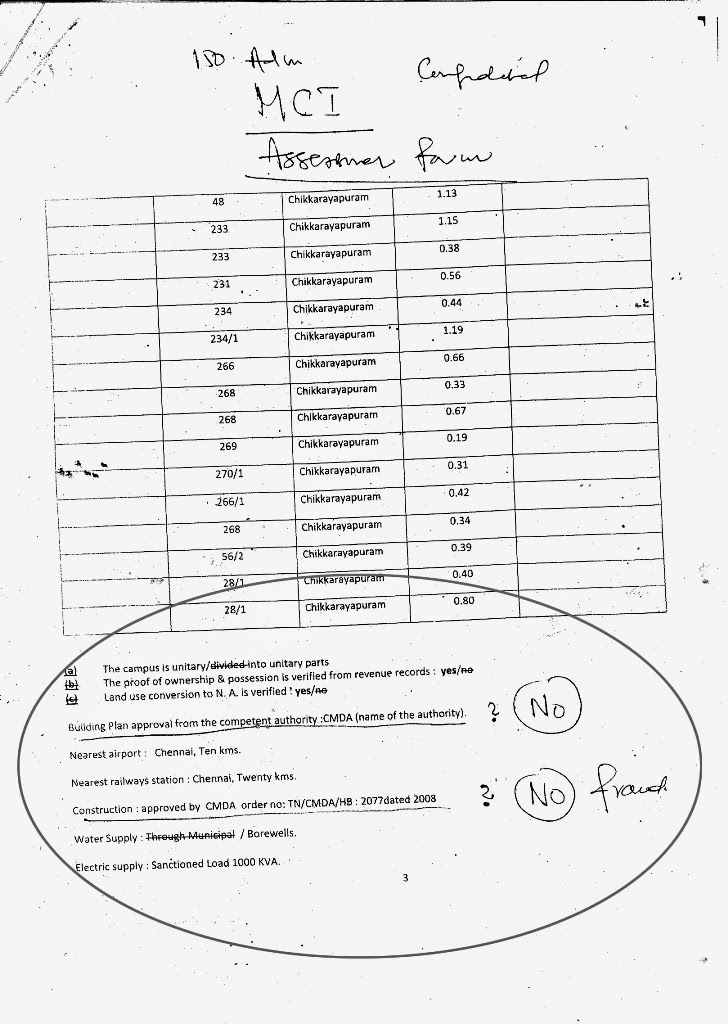 150 Adm
Confidential
MCI
Assessmer form
48 Chikkarayapuram 1.13
233 Chikkarayapuram 1.15
233 Chikkarayapuram 0.38
231 Chikkarayapuram 0.56
234 Chikkarayapuram 0.44
234/1 Chikkarayapuram 1.19
266 Chikkarayapuram 0.66
268 Chikkarayapuram 0.33
268 Chikkarayapuram 0.67
269 Chikkarayapuram 0.19
270/1 Chikkarayapuram 0.31
266/1 Chikkarayapuram 0.42
268 Chikkarayapuram 0.34
56/2 Chikkarayapuram 0.39
28/1 Chikkarayapuram 0.40
28/1 Chikkarayapuram 0.80
(a) The campus is unitary/divided into unitary parts
(b) The proof of ownership & possession is verified from revenue records : yes/no
(c) Land use conversion to N. A. is verified : yes/no
Building Plan approval from the competent authority :CMDA (name of the authority). ? NO
Nearest airport : Chennai, Ten kms.
Nearest railways station : Chennai, Twenty kms.
Construction : approved by CMDA order no: TN/CMDA/HB : 2077dated 2008 ? NO fraud
Water Supply : Through Municipal / Borewells.
Electric supply : Sanctioned Load 1000 KVA.
3